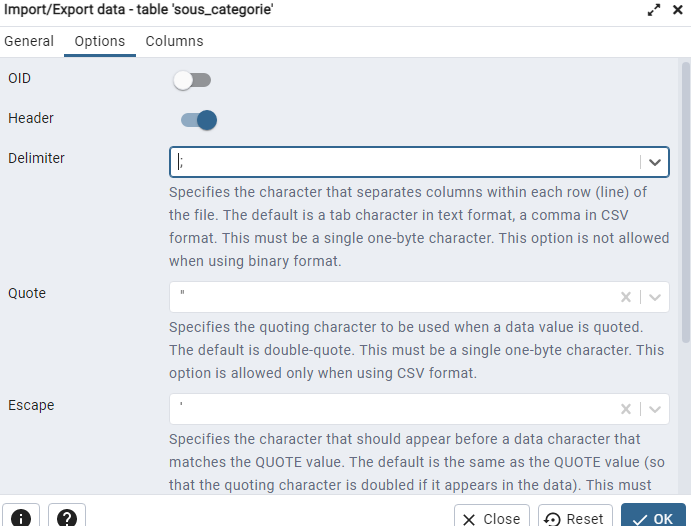 Import/Export data - table 'sous_categorie'
General Options Columns
OID
Header
Delimiter
;
Specifies the character that separates columns within each row (line) of
the file. The default is a tab character in text format, a comma in CSV
format. This must be a single one-byte character. This option is not allowed
when using binary format.
Quote
"
Specifies the quoting character to be used when a data value is quoted.
The default is double-quote. This must be a single one-byte character. This
option is allowed only when using CSV format.
Escape
'
Specifies the character that should appear before a data character that
matches the QUOTE value. The default is the same as the QUOTE value (so
that the quoting character is doubled if it appears in the data). This must
Close Reset OK